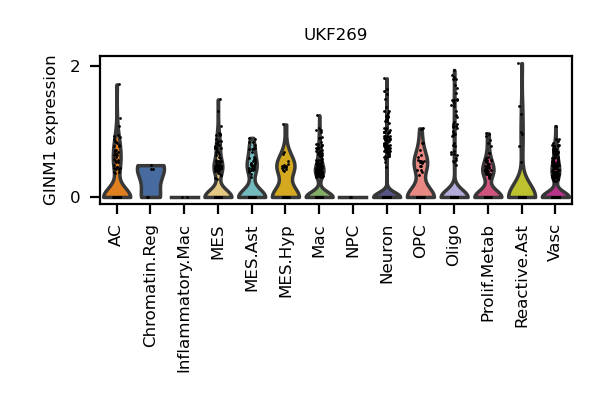 UKF269
GINM1 expression
2
0
AC
Chromatin.Reg
Inflammatory.Mac
MES
MES.Ast
MES.Hyp
Mac
NPC
Neuron
OPC
Oligo
Prolif.Metab
Reactive.Ast
Vasc